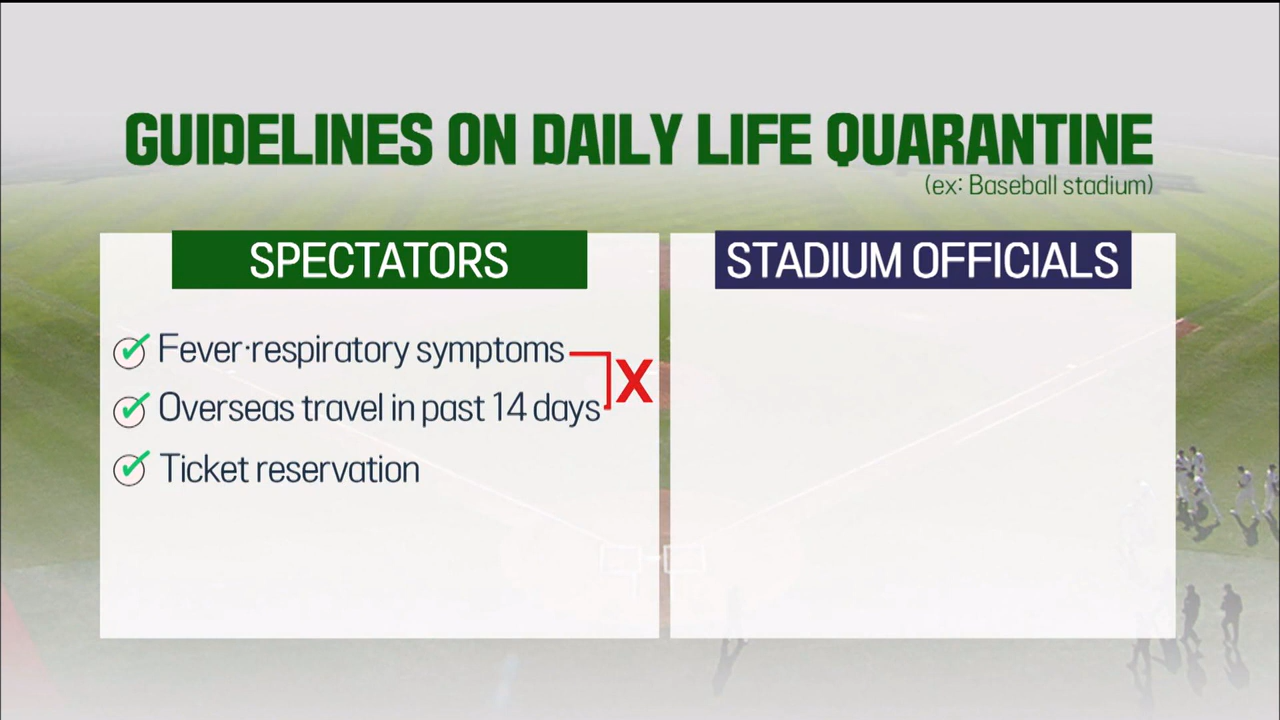 GUIDELINES ON DAILY LIFE QUARANTINE
(ex: Baseball stadium)
SPECTATORS
Fever·respiratory symptoms
Overseas travel in past 14 days
X
Ticket reservation
STADIUM OFFICIALS